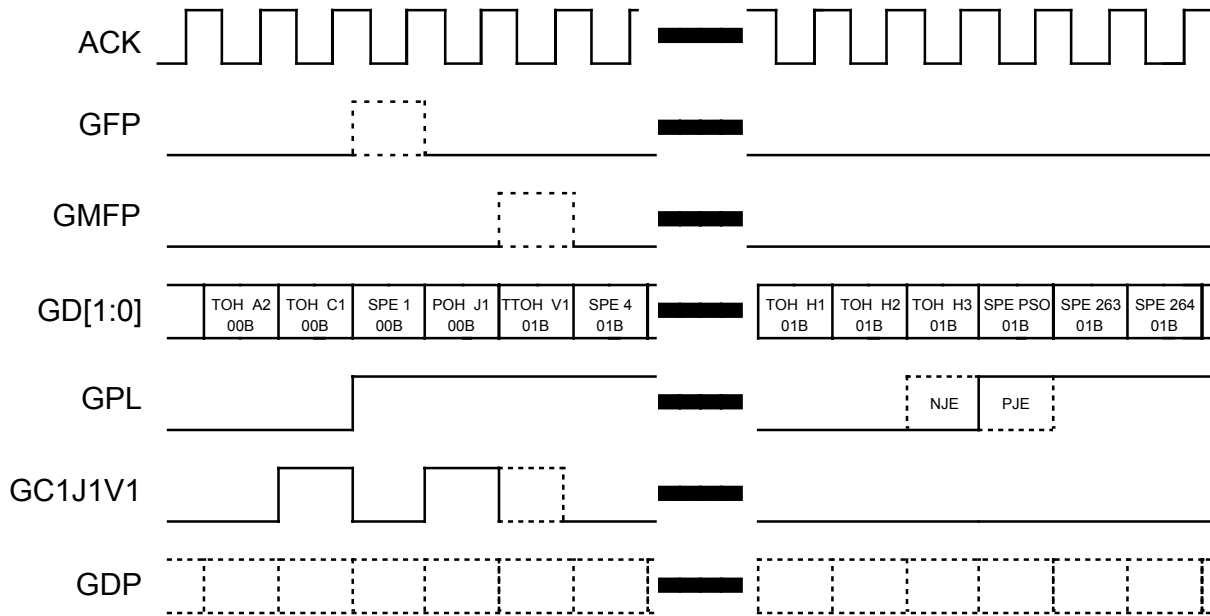 ACK
GFP
GMFP
GD[1:0]
TOH A2 TOH C1 SPE 1 POH J1 TTOH V1 SPE 4 TOH H1 TOH H2 TOH H3 SPE PSO SPE 263 SPE 264
00B 00B 00B 00B 01B 01B 01B 01B 01B 01B 01B 01B
GPL
NJE PJE
GC1J1V1
GDP